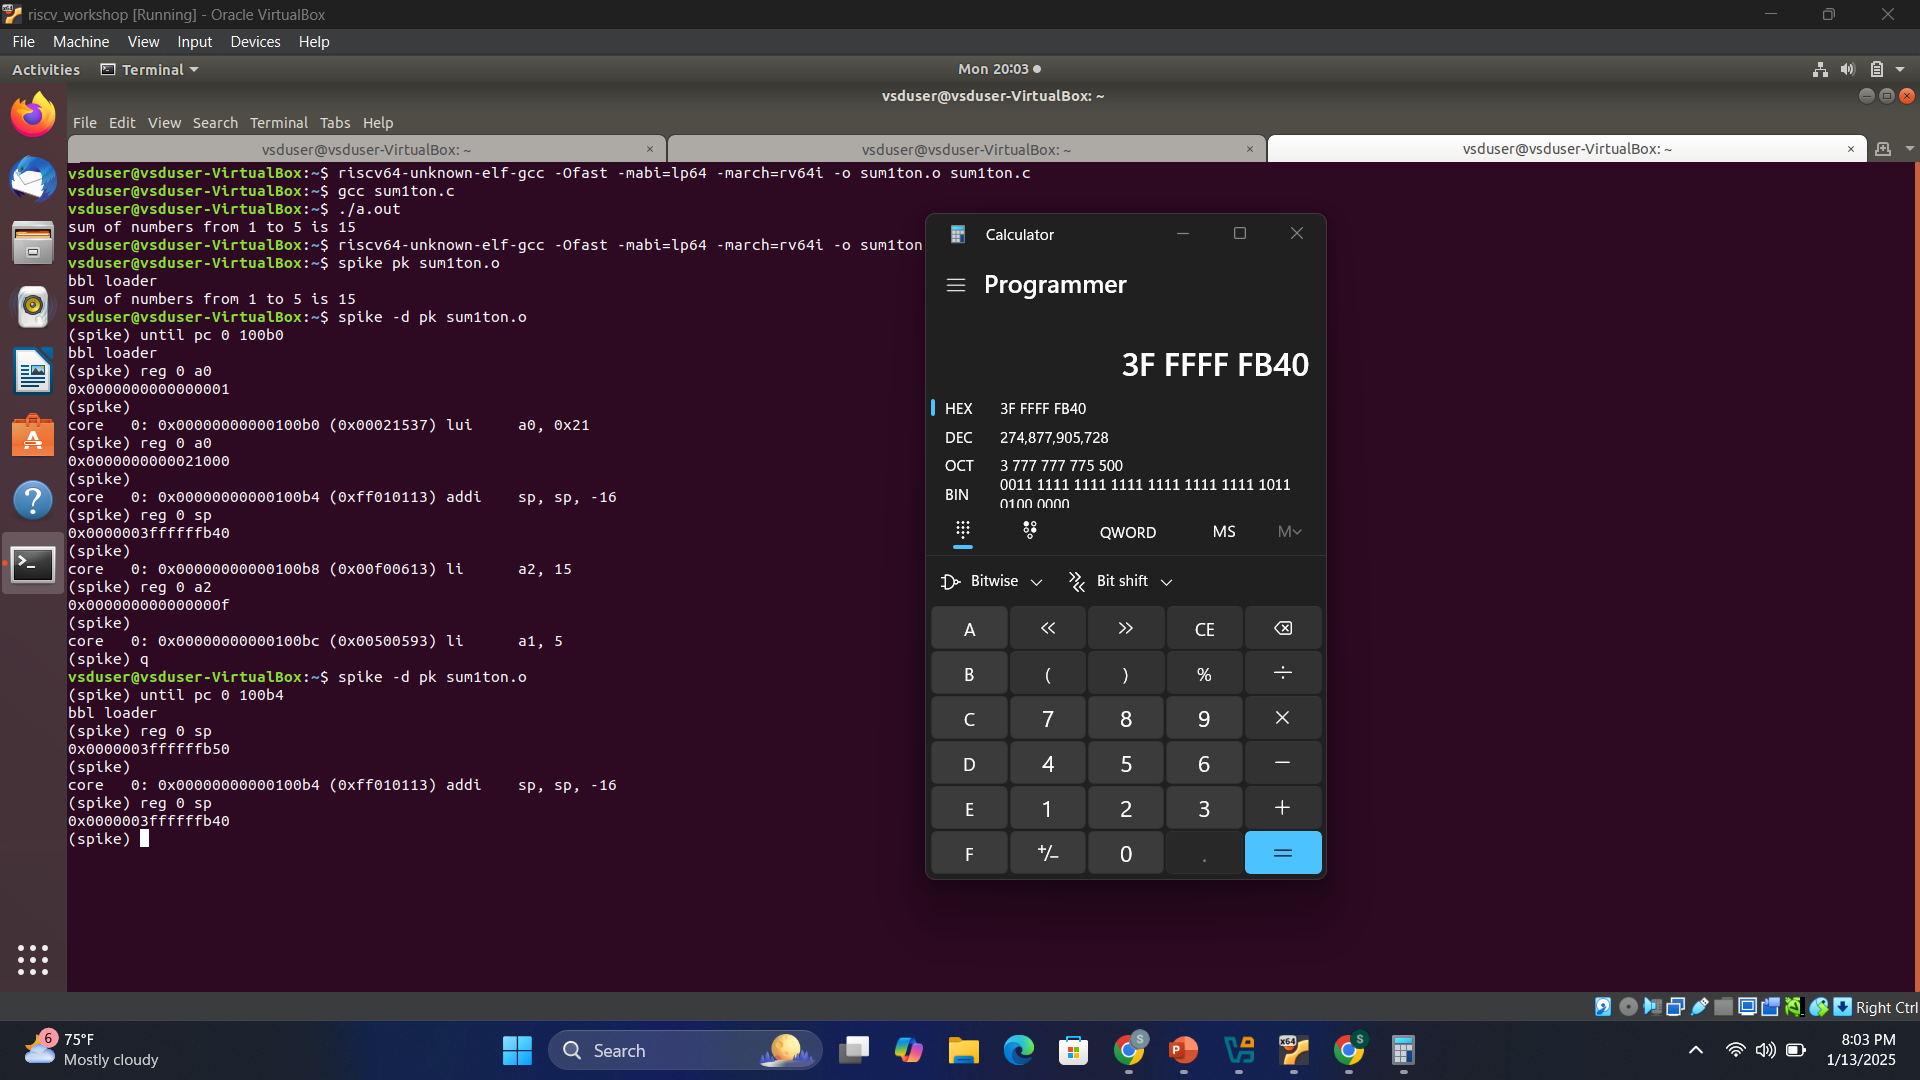 riscv_workshop [Running] - Oracle VirtualBox
File Machine View Input Devices Help
Activities Terminal Mon 20:03
vsduser@vsduser-VirtualBox: ~
File Edit View Search Terminal Tabs Help
vsduser@vsduser-VirtualBox: ~ × vsduser@vsduser-VirtualBox: ~ × vsduser@vsduser-VirtualBox: ~ ×
vsduser@vsduser-VirtualBox:~$ riscv64-unknown-elf-gcc -Ofast -mabi=lp64 -march=rv64i -o sum1ton.o sum1ton.c
vsduser@vsduser-VirtualBox:~$ gcc sum1ton.c
vsduser@vsduser-VirtualBox:~$ ./a.out
sum of numbers from 1 to 5 is 15
vsduser@vsduser-VirtualBox:~$ riscv64-unknown-elf-gcc -Ofast -mabi=lp64 -march=rv64i -o sum1ton
vsduser@vsduser-VirtualBox:~$ spike pk sum1ton.o
bbl loader
sum of numbers from 1 to 5 is 15
vsduser@vsduser-VirtualBox:~$ spike -d pk sum1ton.o
(spike) until pc 0 100b0
bbl loader
(spike) reg 0 a0
0x0000000000000001
(spike)
core   0: 0x00000000000100b0 (0x00021537) lui     a0, 0x21
(spike) reg 0 a0
0x0000000000021000
(spike)
core   0: 0x00000000000100b4 (0xff010113) addi    sp, sp, -16
(spike) reg 0 sp
0x0000003ffffffb40
(spike)
core   0: 0x00000000000100b8 (0x00f00613) li      a2, 15
(spike) reg 0 a2
0x000000000000000f
(spike)
core   0: 0x00000000000100bc (0x00500593) li      a1, 5
(spike) q
vsduser@vsduser-VirtualBox:~$ spike -d pk sum1ton.o
(spike) until pc 0 100b4
bbl loader
(spike) reg 0 sp
0x0000003ffffffb50
(spike)
core   0: 0x00000000000100b4 (0xff010113) addi    sp, sp, -16
(spike) reg 0 sp
0x0000003ffffffb40
(spike)
Calculator
Programmer
3F FFFF FB40
HEX 3F FFFF FB40
DEC 274,877,905,728
OCT 3 777 777 775 500
BIN 0011 1111 1111 1111 1111 1111 1111 1011
0100 0000
QWORD MS M
Bitwise Bit shift
A << >> CE
B ( ) % ÷
C 7 8 9 ×
D 4 5 6 −
E 1 2 3 +
F +/− 0 . =
Right Ctrl
6 75°F
Mostly cloudy
Search
8:03 PM
1/13/2025